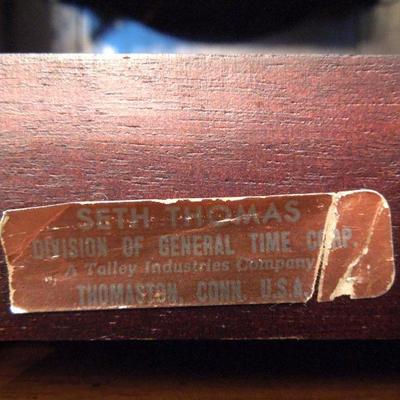 SETH THOMAS
DIVISION OF GENERAL TIME CORP.
A Talley Industries Company
THOMASTON, CONN. U.S.A.